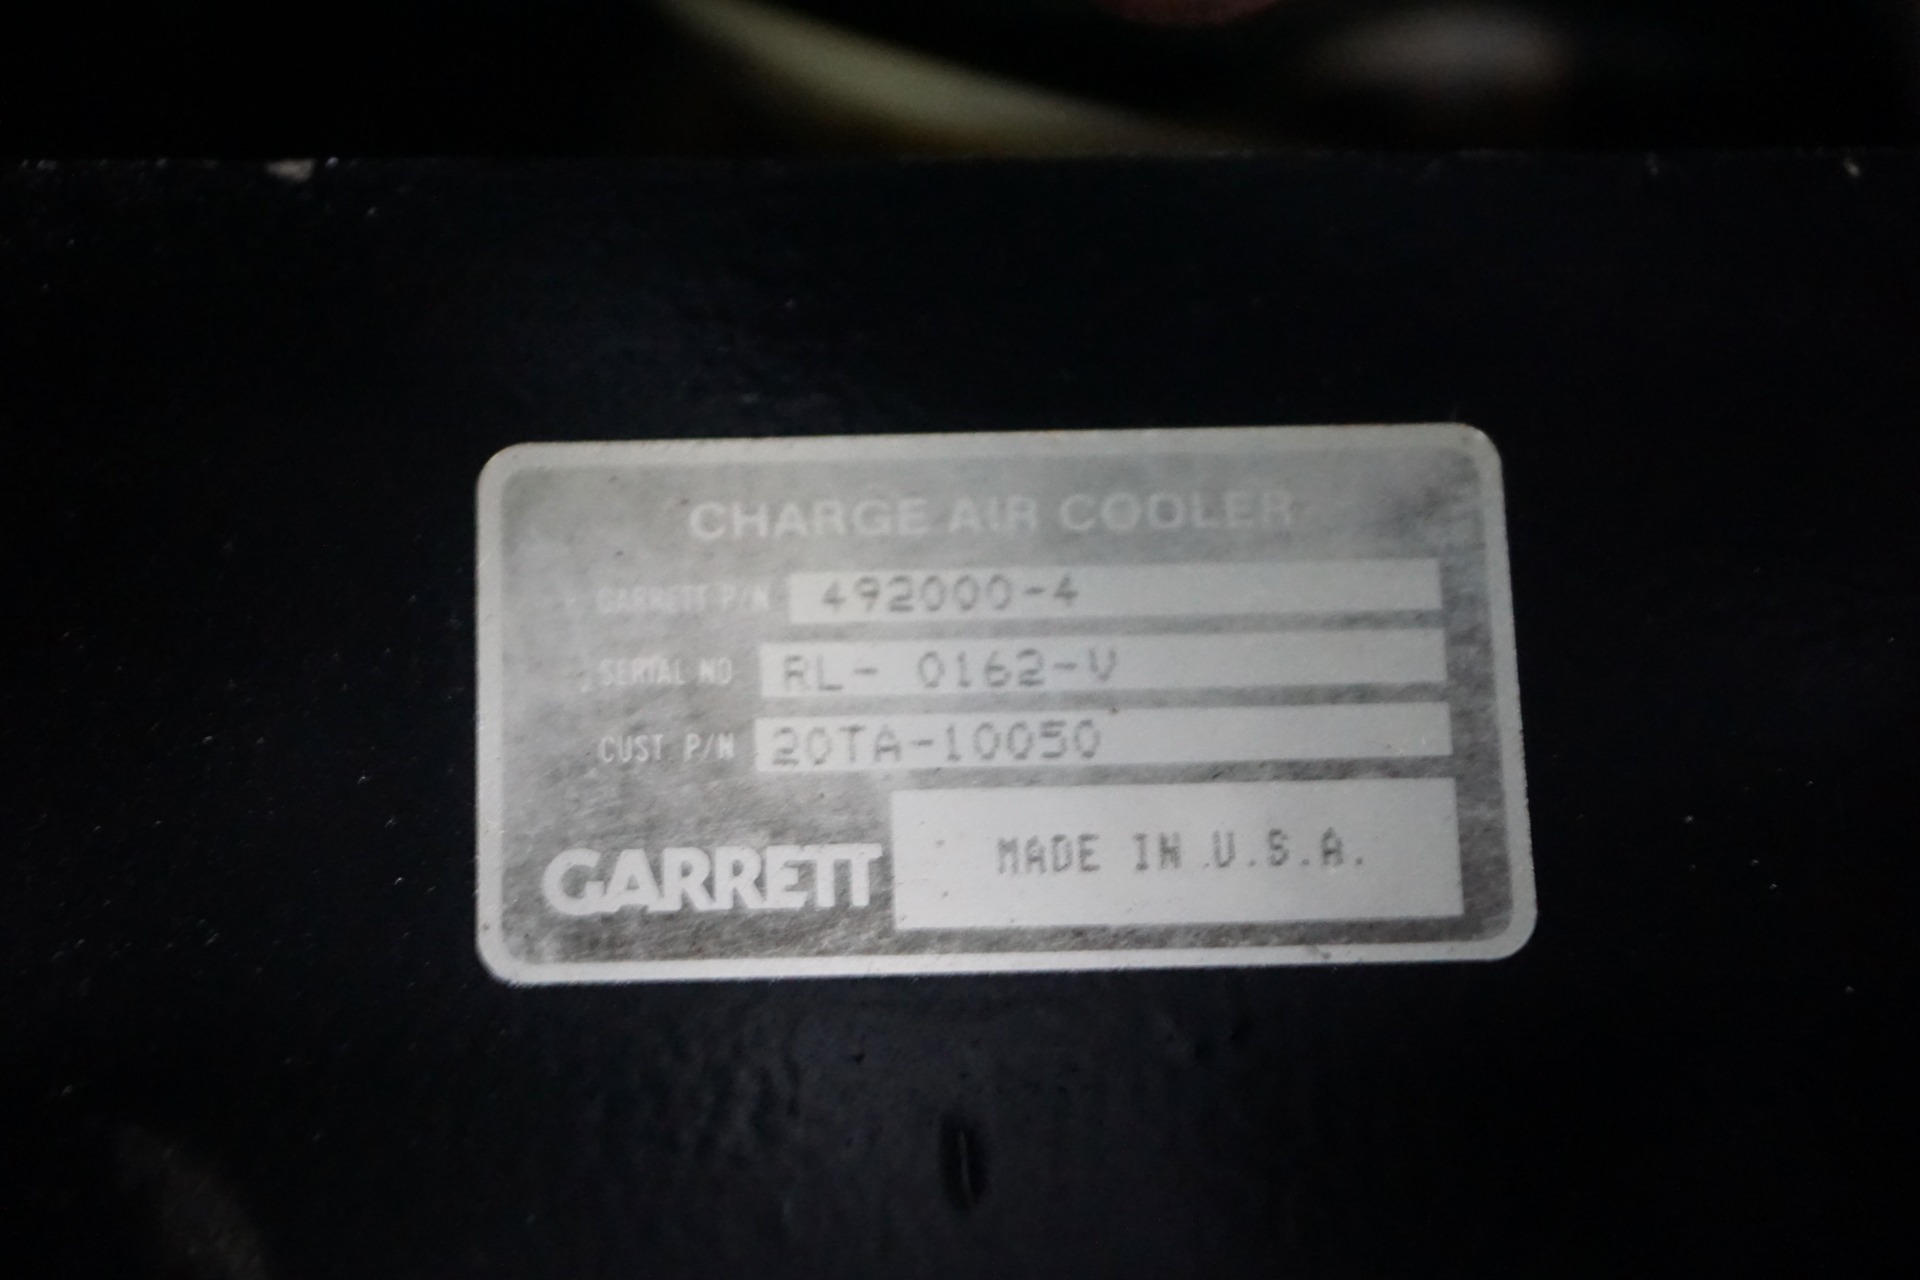 CHARGE AIR COOLER
GARRETT P/N 492000-4
SERIAL NO RL- 0162-V
CUST P/N 20TA-10050
GARRETT MADE IN U.S.A.